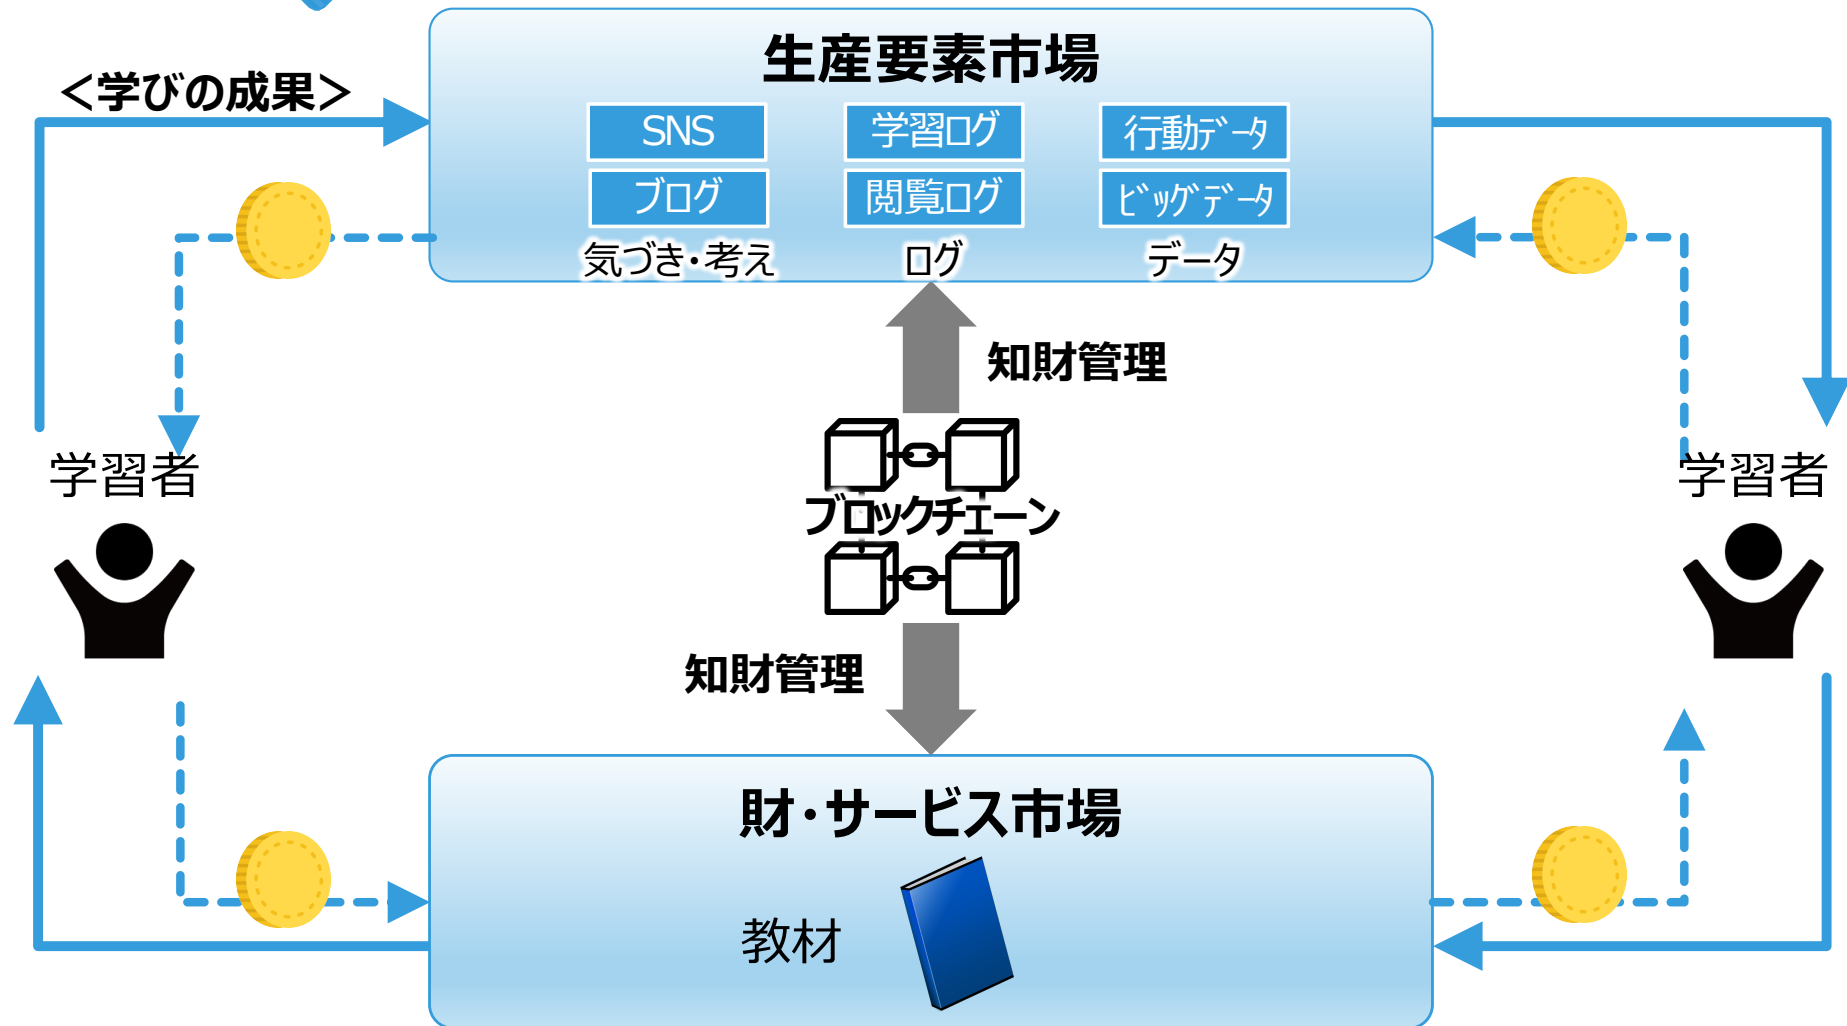 生産要素市場
＜学びの成果＞
SNS
学習ログ
行動ﾃﾞｰﾀ
ブログ
閲覧ログ
ﾋﾞｯｸﾞﾃﾞｰﾀ
気づき・考え
ログ
データ
知財管理
学習者
学習者
ブロックチェーン
知財管理
財・サービス市場
教材